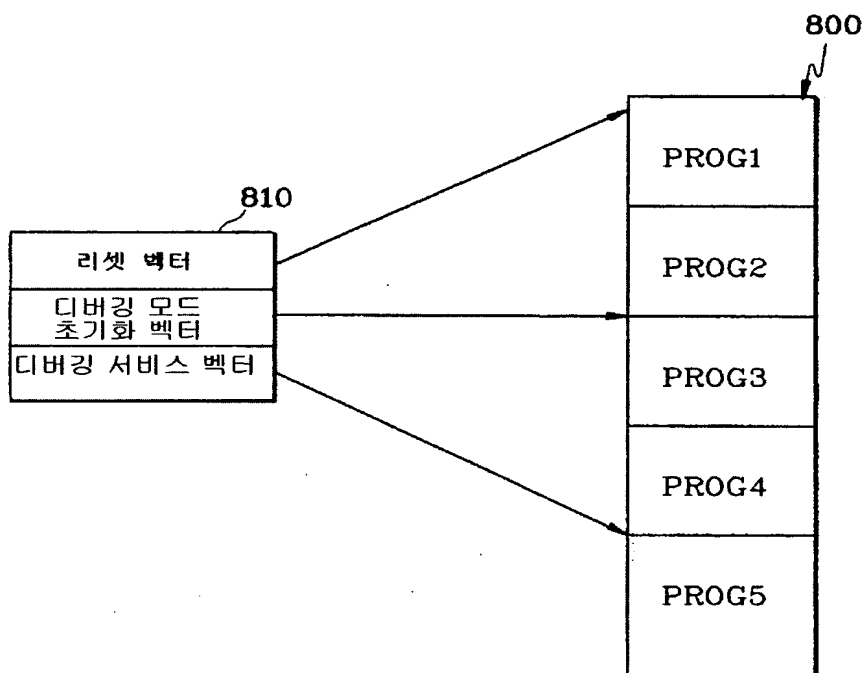 800
PROG1
810
리셋 벡터
PROG2
디버깅 모드
초기화 벡터
디버깅 서비스 벡터
PROG3
PROG4
PROG5